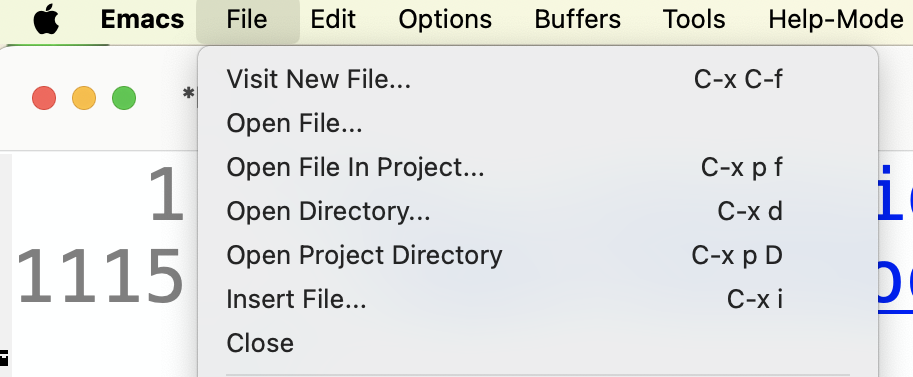 Emacs File Edit Options Buffers Tools Help-Mode
Visit New File... C-x C-f
Open File...
Open File In Project... C-x p f
1
Open Directory... C-x d
Open Project Directory C-x p D
1115
Insert File... C-x i
Close